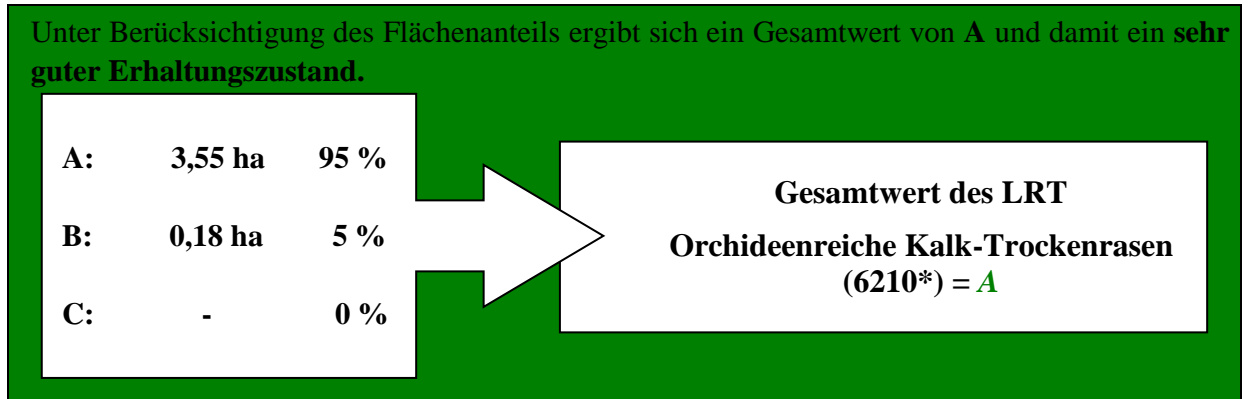 Unter Berücksichtigung des Flächenanteils ergibt sich ein Gesamtwert von A und damit ein sehr
guter Erhaltungszustand.
A: 3,55 ha 95 %
B: 0,18 ha 5 %
C: - 0 %
Gesamtwert des LRT
Orchideenreiche Kalk-Trockenrasen
(6210*) = A